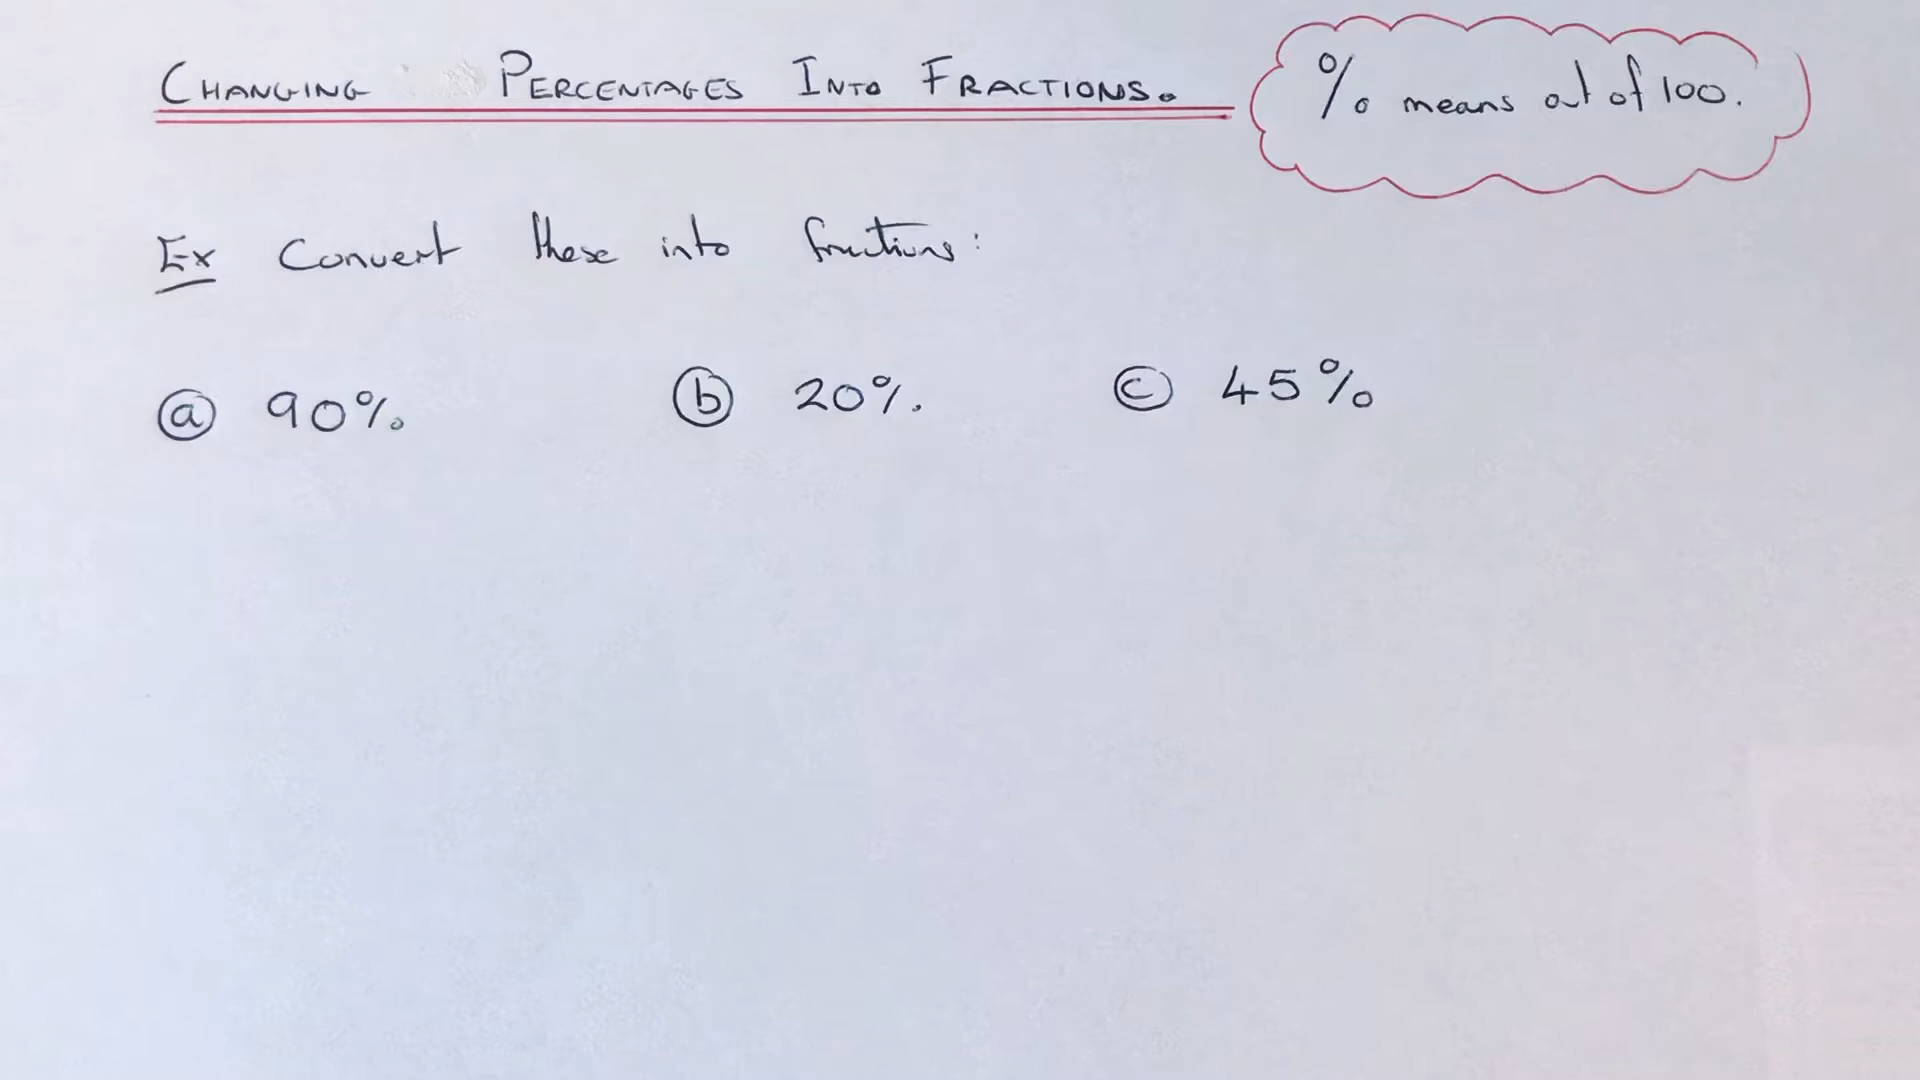 CHANGING PERCENTAGES INTO FRACTIONS.
% means out of 100.
Ex Convert these into fractions:
ⓐ 90% ⓑ 20% ⓒ 45%